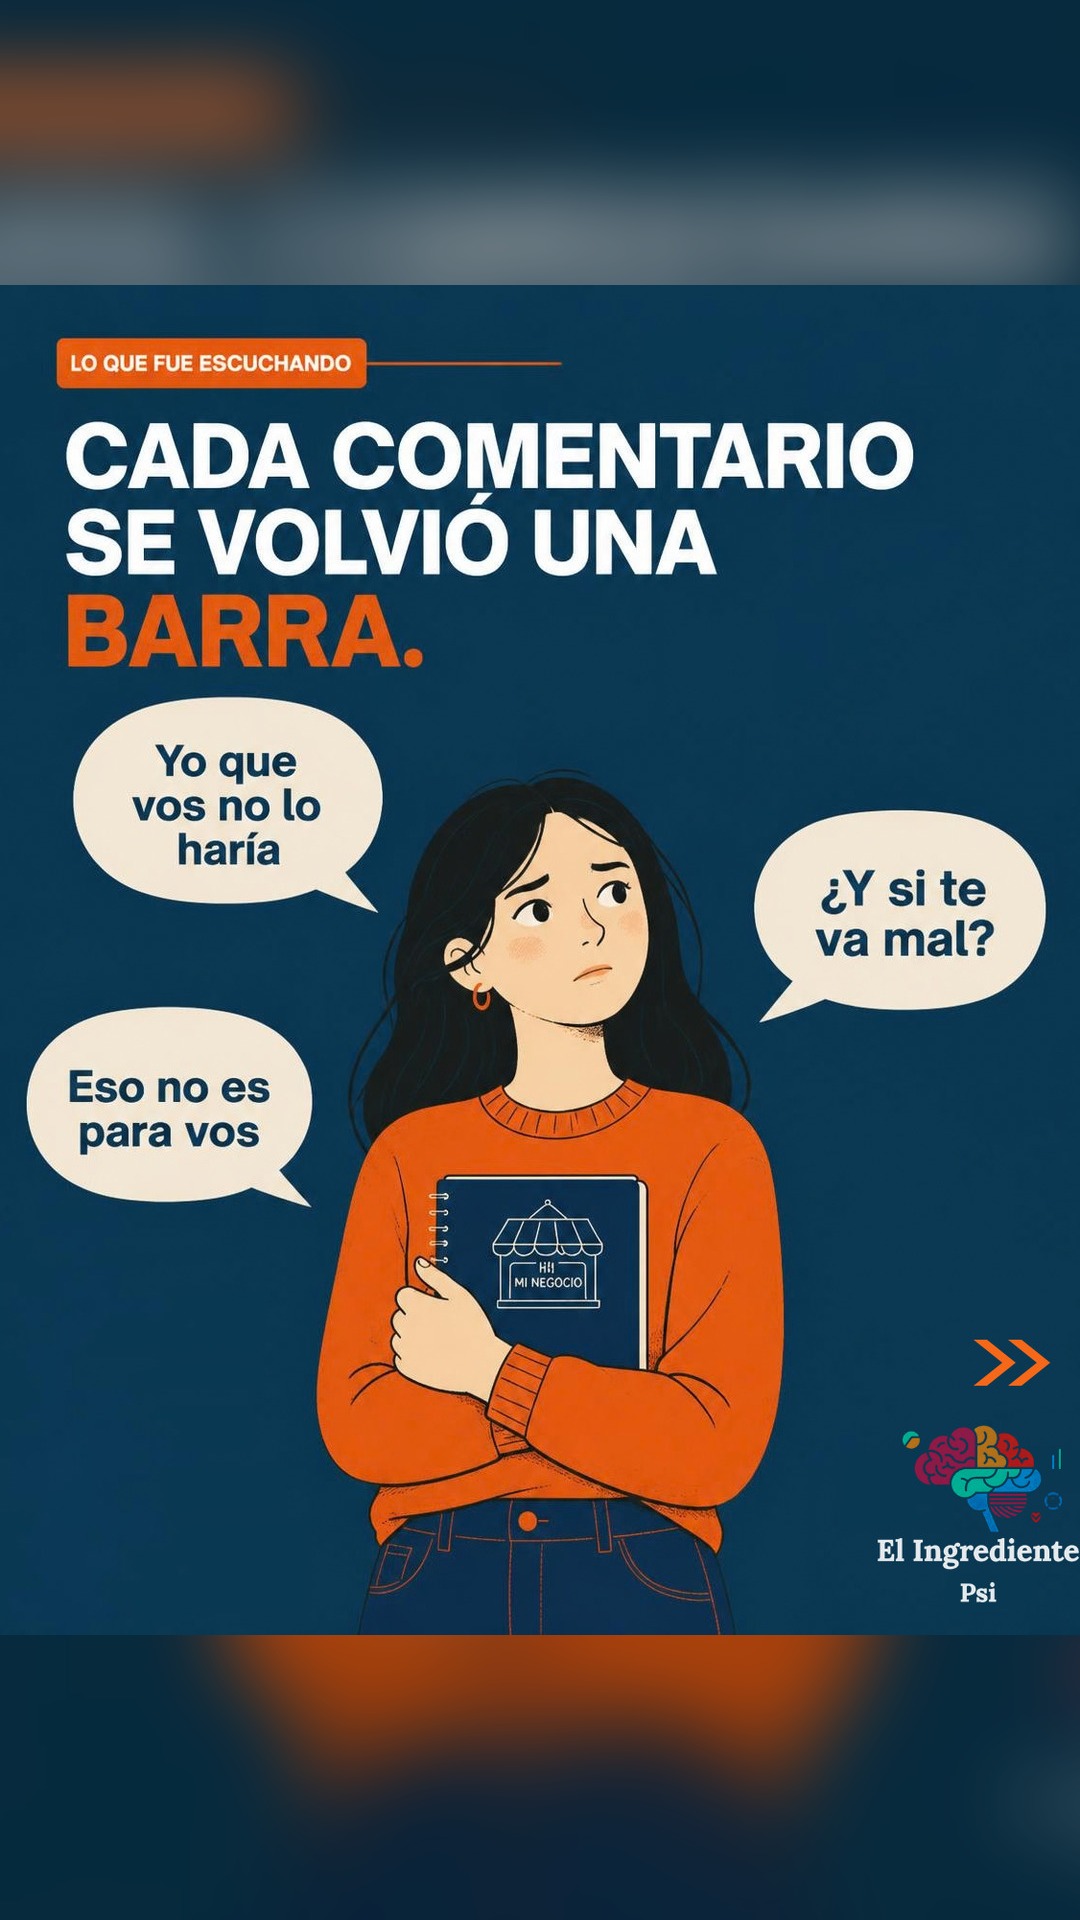 LO QUE FUE ESCUCHANDO
CADA COMENTARIO
SE VOLVIÓ UNA
BARRA.
Yo que
vos no lo
haría
¿Y si te
va mal?
Eso no es
para vos
MI NEGOCIO
El Ingrediente
Psi